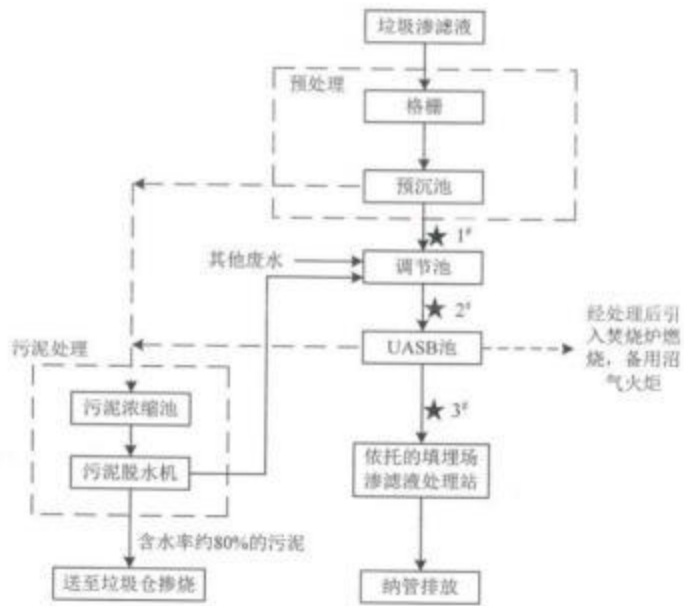 垃圾渗滤液
预处理
格栅
预沉池
★ 1#
其他废水
调节池
★ 2#
经处理后引
入焚烧炉燃
烧，备用沼
气火炬
UASB池
污泥处理
★ 3#
污泥浓缩池
污泥脱水机
依托的填埋场
渗滤液处理站
含水率约80%的污泥
送至垃圾仓掺烧
纳管排放